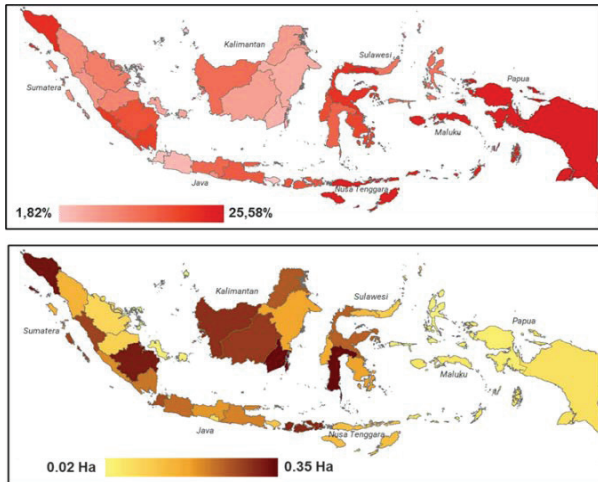 Kalimantan
Sulawesi
Sumatera
Papua
Maluku
Java
Nusa Tenggara
1,82%
25,58%
Kalimantan
Sulawesi
Sumatera
Papua
Maluku
Java
Nusa Tenggara
0.02 Ha
0.35 Ha